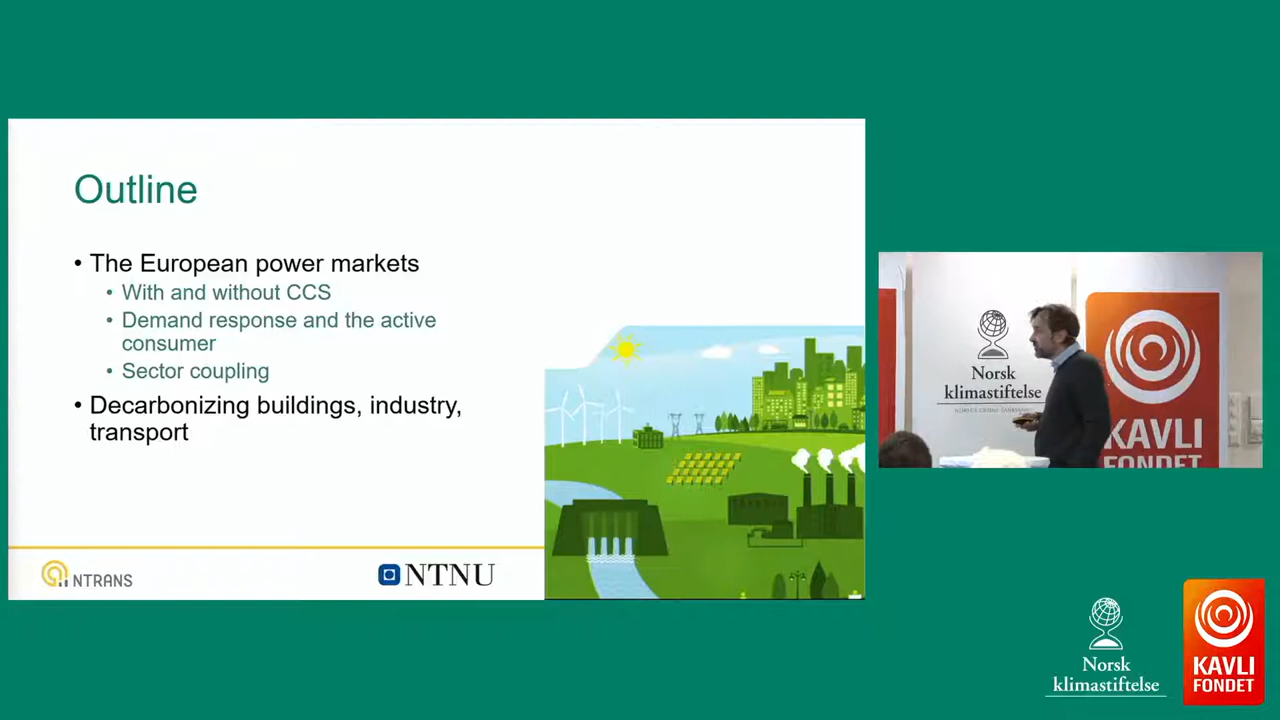 Outline
• The European power markets
• With and without CCS
• Demand response and the active
consumer
• Sector coupling
• Decarbonizing buildings, industry,
transport
NTRANS
NTNU
Norsk
klimastiftelse
KAVLI
FONDET
Norsk
klimastiftelse
KAVLI
FONDET